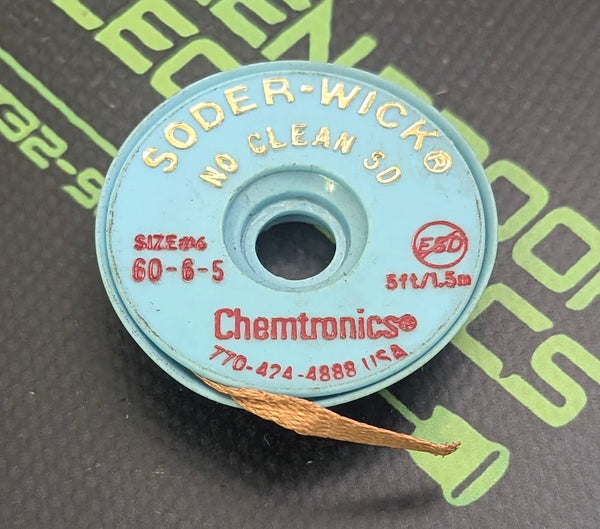 SODER-WICK®
NO CLEAN SD
SIZE#6
60-6-5
ESD
5ft/1.5m
Chemtronics®
770-424-4888 USA